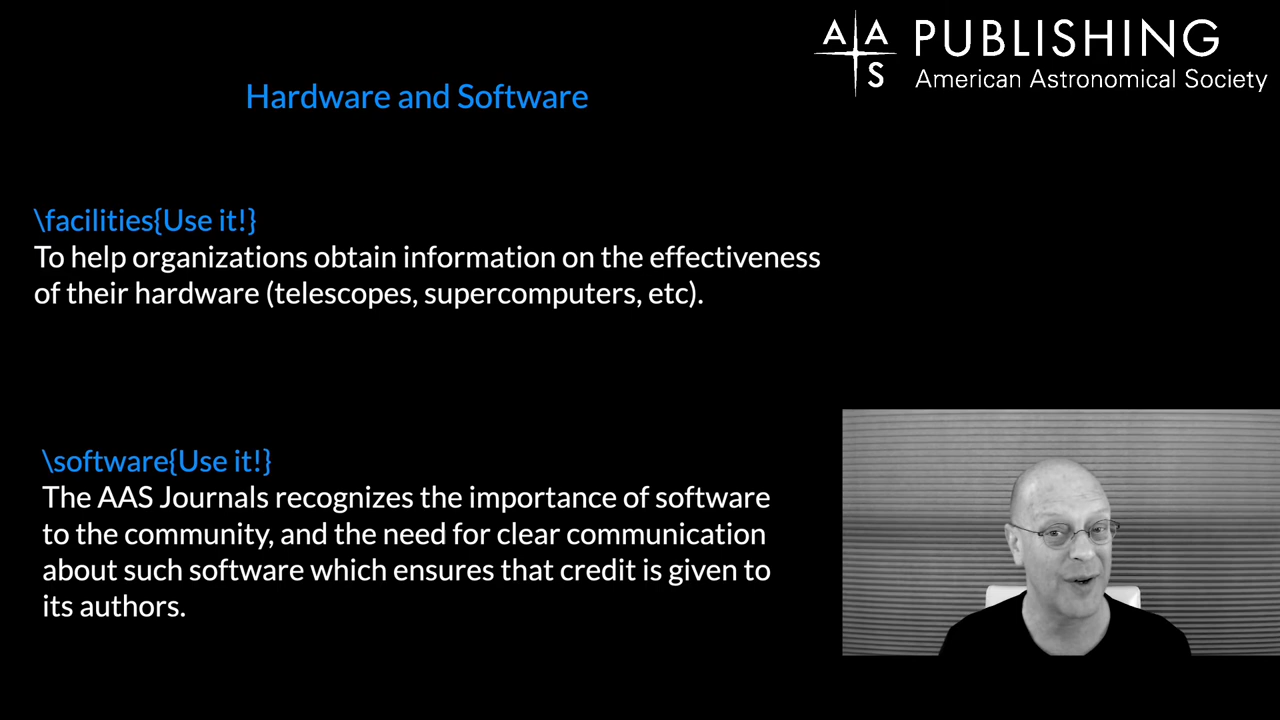 AAS PUBLISHING
American Astronomical Society
Hardware and Software
\facilities{Use it!}
To help organizations obtain information on the effectiveness
of their hardware (telescopes, supercomputers, etc).
\software{Use it!}
The AAS Journals recognizes the importance of software
to the community, and the need for clear communication
about such software which ensures that credit is given to
its authors.